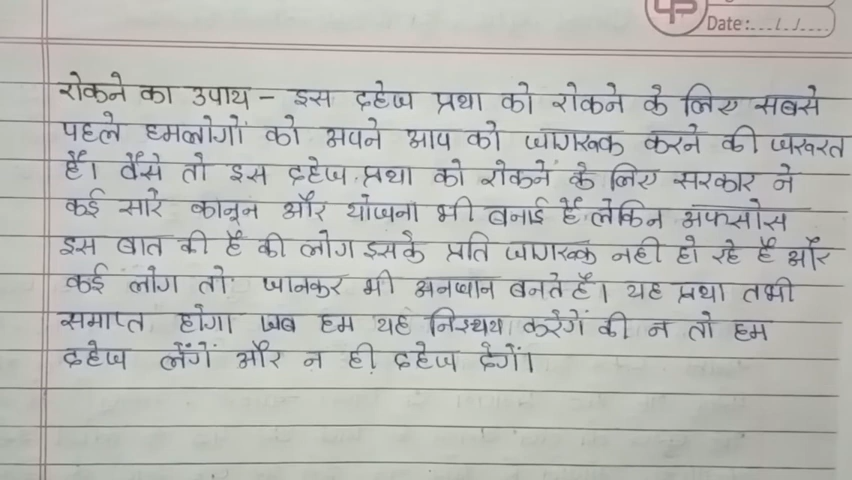 Date:.../../....
रोकने का उपाय - इस दहेज प्रथा को रोकने के लिए सबसे
पहले हमलोगों को अपने आप को जागरूक करने की जरूरत
है। वैसे तो इस दहेज प्रथा को रोकने के लिए सरकार ने
कई सारे कानून और योजना भी बनाई है लेकिन अफसोस
इस बात की है की लोग इसके प्रति जागरूक नही हो रहे है और
कई लोग तो जानकर भी अनजान बनते है। यह प्रथा तभी
समाप्त होगा जब हम यह निश्चय करेगें की न तो हम
दहेज लेंगें और न ही दहेज देगें।